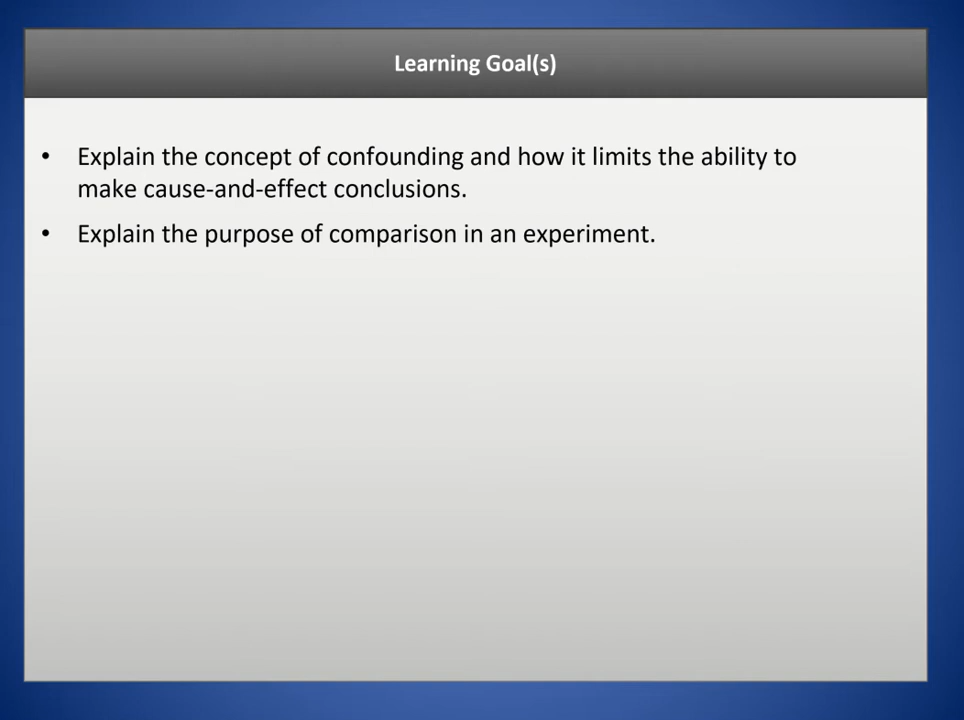 Learning Goal(s)
• Explain the concept of confounding and how it limits the ability to
make cause-and-effect conclusions.
• Explain the purpose of comparison in an experiment.